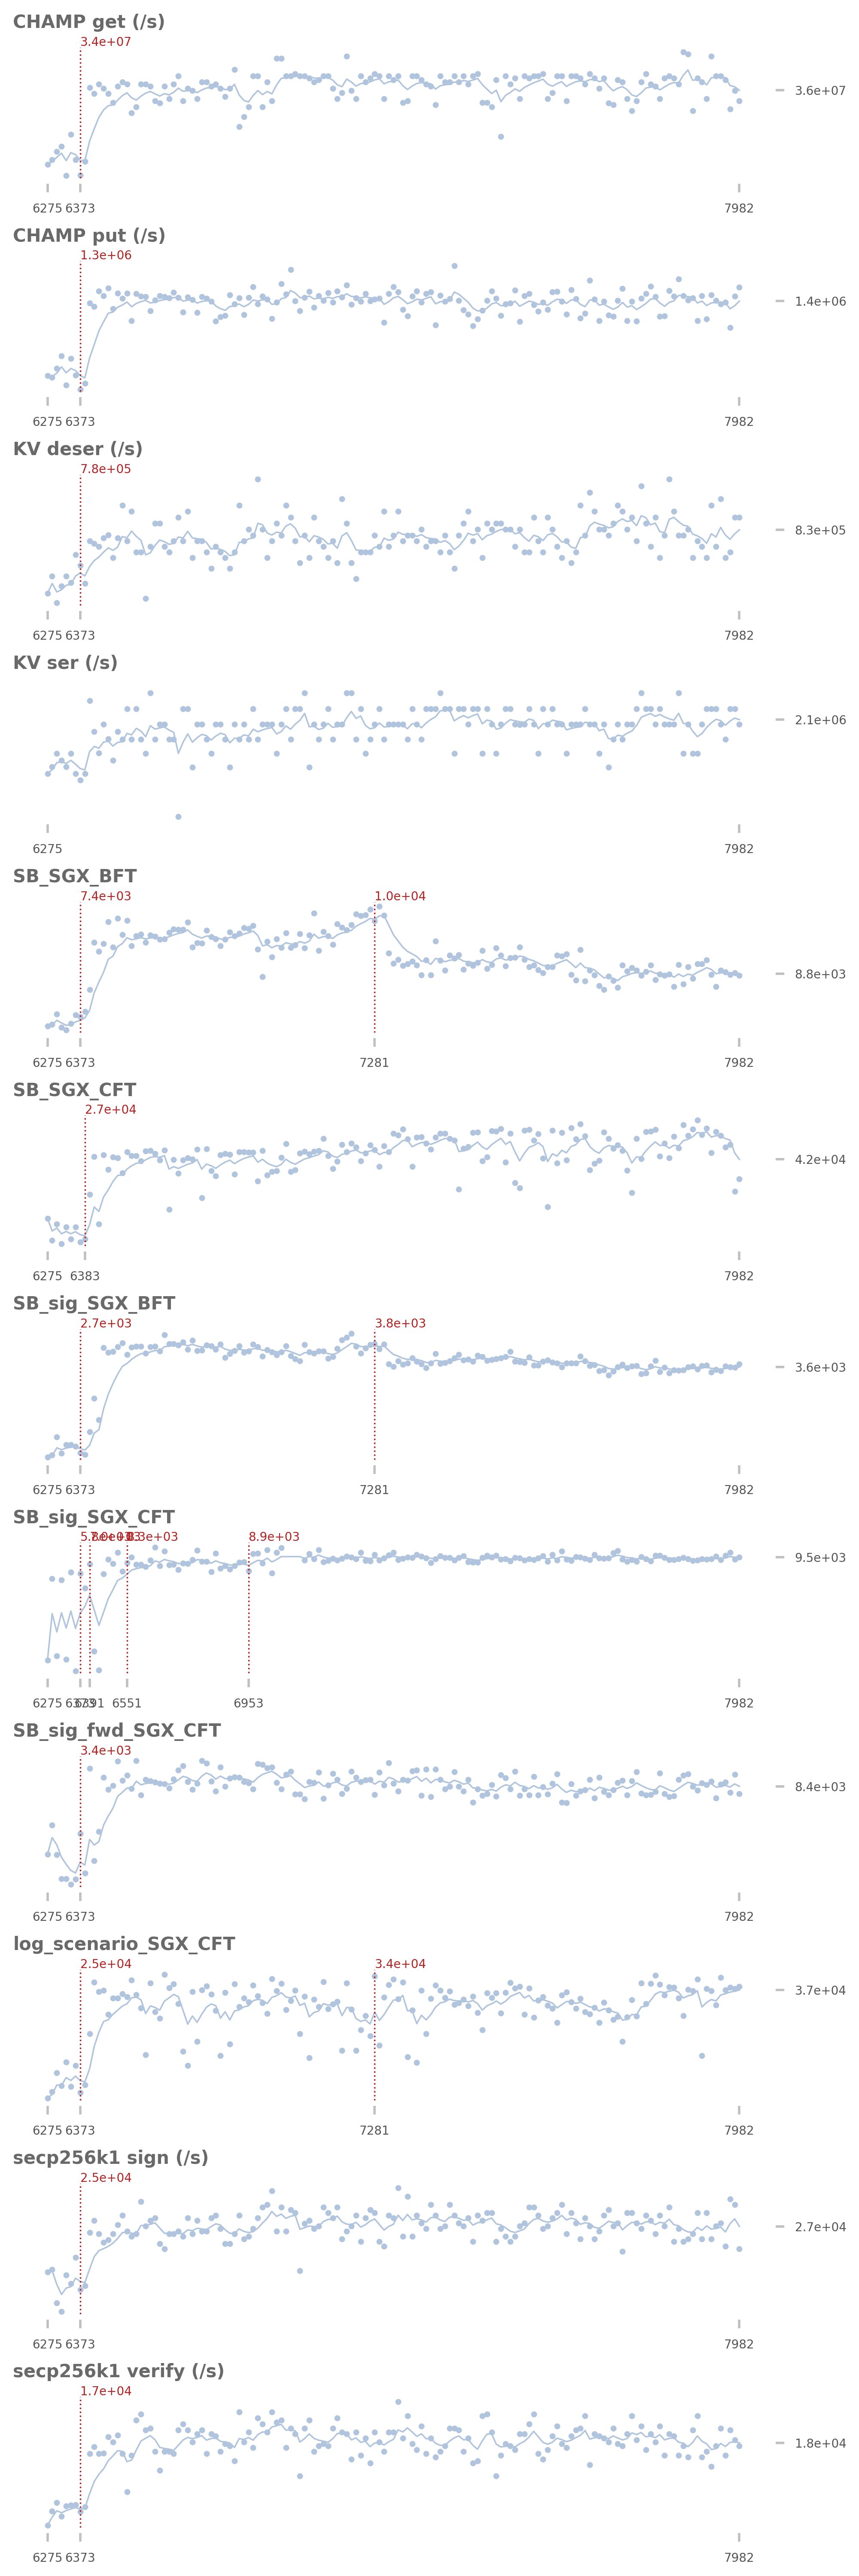 CHAMP get (/s)
3.4e+07
3.6e+07
6275 6373 7982
CHAMP put (/s)
1.3e+06
1.4e+06
6275 6373 7982
KV deser (/s)
7.8e+05
8.3e+05
6275 6373 7982
KV ser (/s)
2.1e+06
6275 7982
SB_SGX_BFT
7.4e+03 1.0e+04
8.8e+03
6275 6373 7281 7982
SB_SGX_CFT
2.7e+04
4.2e+04
6275 6383 7982
SB_sig_SGX_BFT
2.7e+03 3.8e+03
3.6e+03
6275 6373 7281 7982
SB_sig_SGX_CFT
8.9e+03
9.5e+03
6275 6551 6953 7982
SB_sig_fwd_SGX_CFT
3.4e+03
8.4e+03
6275 6373 7982
log_scenario_SGX_CFT
2.5e+04 3.4e+04
3.7e+04
6275 6373 7281 7982
secp256k1 sign (/s)
2.5e+04
2.7e+04
6275 6373 7982
secp256k1 verify (/s)
1.7e+04
1.8e+04
6275 6373 7982